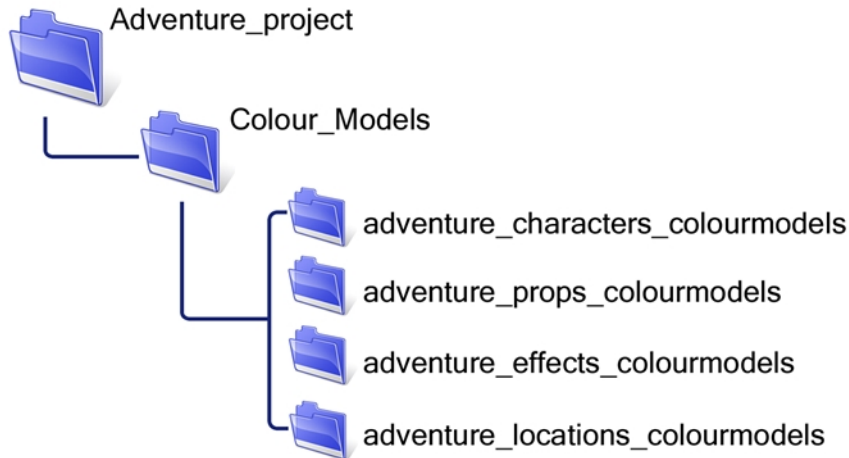 Adventure_project
Colour_Models
adventure_characters_colourmodels
adventure_props_colourmodels
adventure_effects_colourmodels
adventure_locations_colourmodels